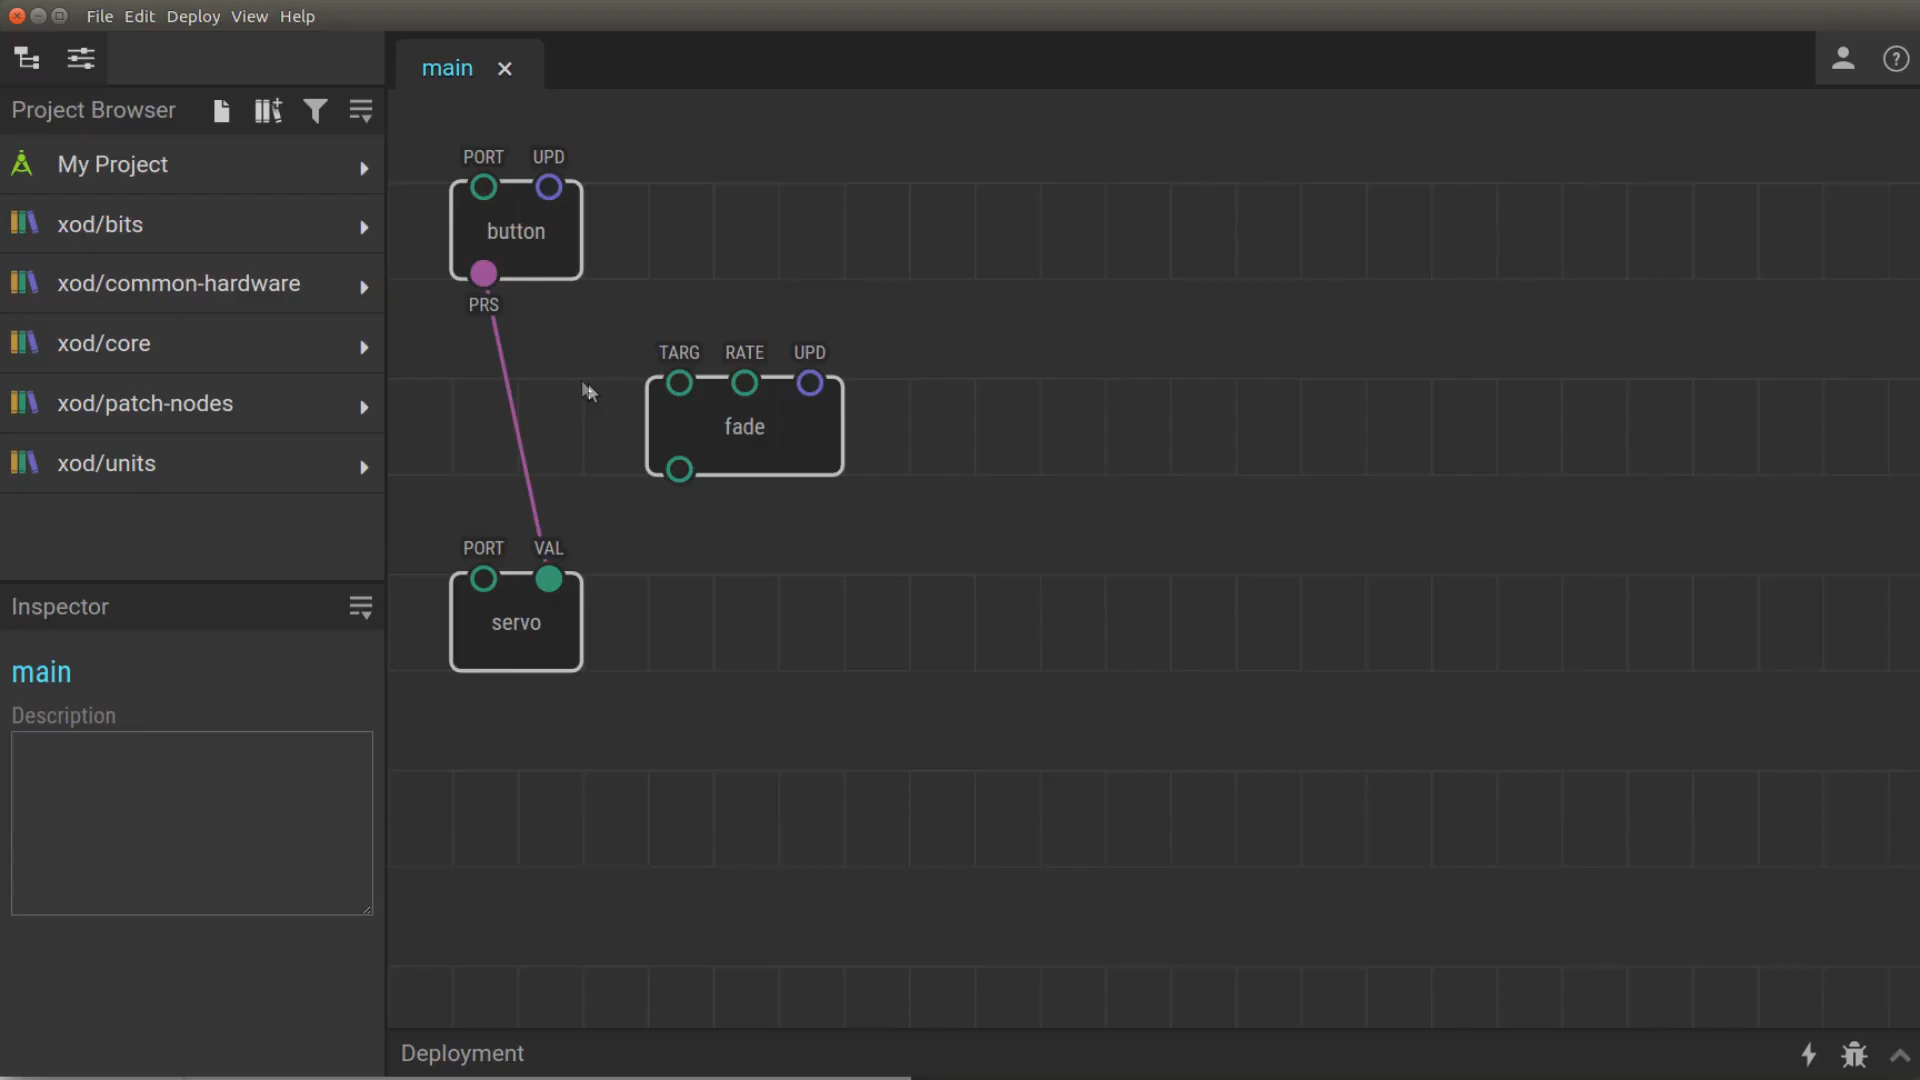 File Edit Deploy View Help
main
Project Browser
My Project
xod/bits
xod/common-hardware
xod/core
xod/patch-nodes
xod/units
Inspector
main
Description
PORT UPD
button
PRS
TARG RATE UPD
fade
PORT VAL
servo
Deployment